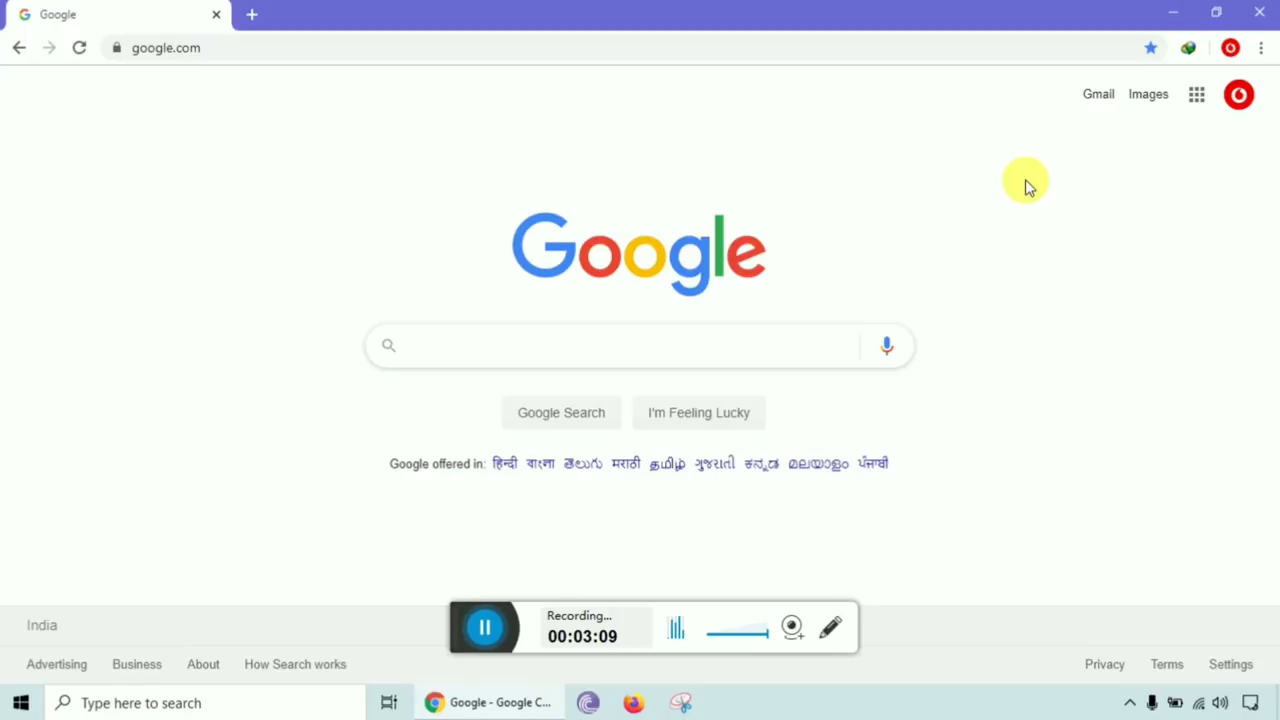 Google
google.com
Gmail Images
Google
Google Search I'm Feeling Lucky
Google offered in: हिन्दी বাংলা తెలుగు मराठी தமிழ் ગુજરાતી ಕನ್ನಡ മലയാളം ਪੰਜਾਬੀ
India
Recording...
00:03:09
Advertising Business About How Search works Privacy Terms Settings
Type here to search Google - Google C...